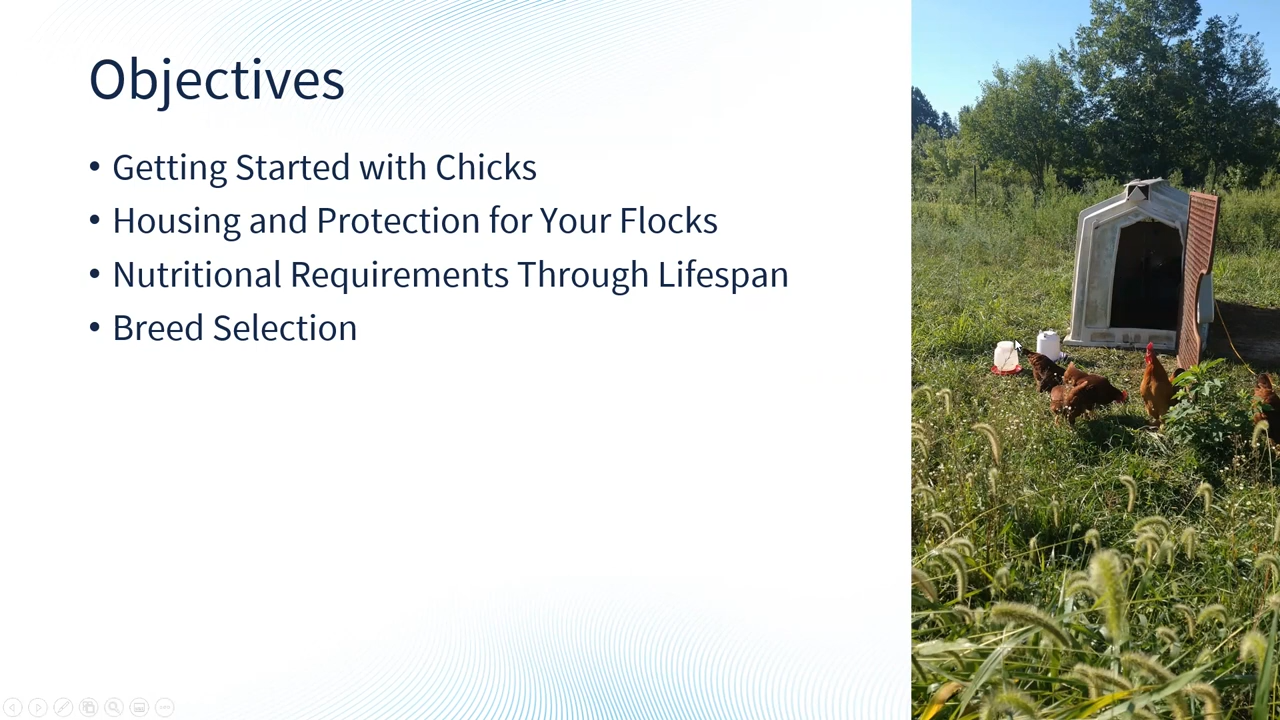 Objectives
• Getting Started with Chicks
• Housing and Protection for Your Flocks
• Nutritional Requirements Through Lifespan
• Breed Selection